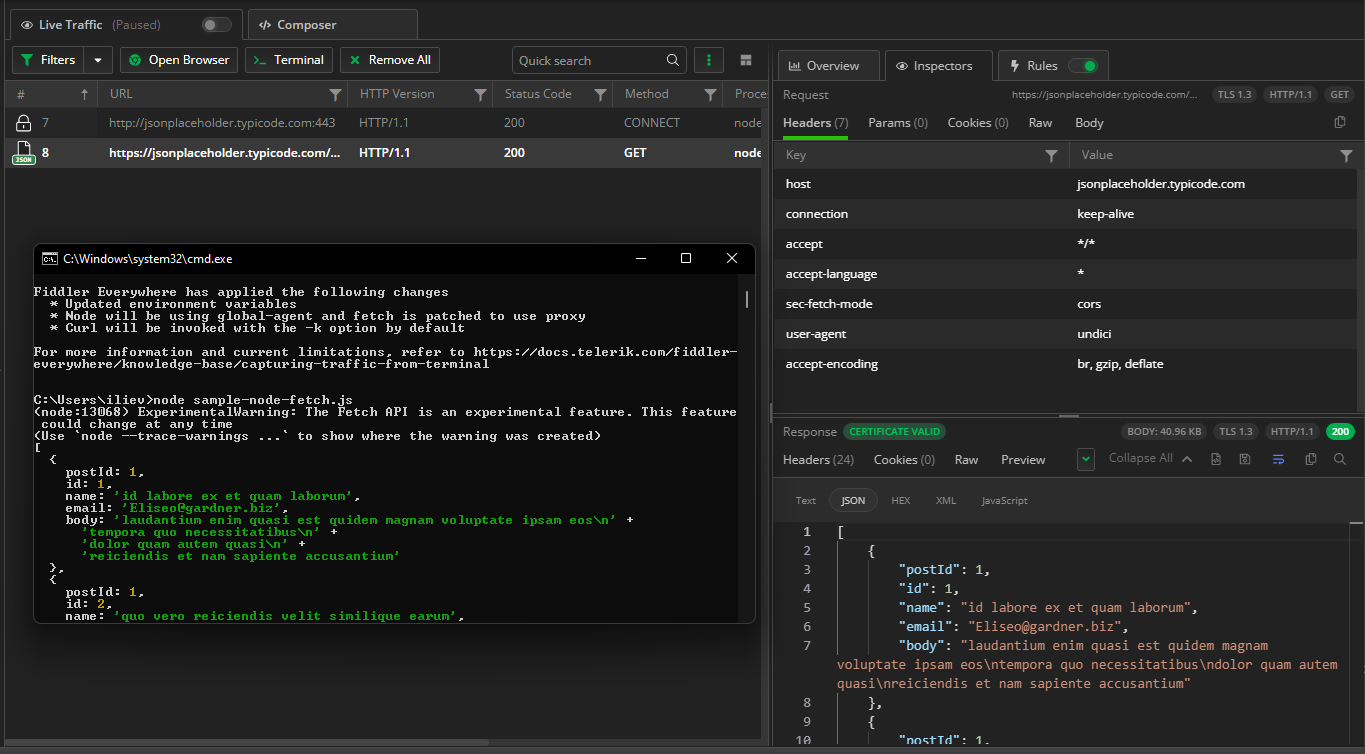 Live Traffic (Paused)
Composer
Filters
Open Browser
Terminal
Remove All
Quick search
# URL HTTP Version Status Code Method Proce
7 http://jsonplaceholder.typicode.com:443 HTTP/1.1 200 CONNECT node
JSON 8 https://jsonplaceholder.typicode.com/... HTTP/1.1 200 GET node
C:\Windows\system32\cmd.exe
Fiddler Everywhere has applied the following changes
* Updated environment variables
* Node will be using global-agent and fetch is patched to use proxy
* Curl will be invoked with the -k option by default
For more information and current limitations, refer to https://docs.telerik.com/fiddler-
everywhere/knowledge-base/capturing-traffic-from-terminal
C:\Users\iliev>node sample-node-fetch.js
(node:13068) ExperimentalWarning: The Fetch API is an experimental feature. This feature
could change at any time
(Use `node --trace-warnings ...` to show where the warning was created)
[
{
postId: 1,
id: 1,
name: 'id labore ex et quam laborum',
email: 'Eliseo@gardner.biz',
body: 'laudantium enim quasi est quidem magnam voluptate ipsam eos\n' +
'tempora quo necessitatibus\n' +
'dolor quam autem quasi\n' +
'reiciendis et nam sapiente accusantium'
},
{
postId: 1,
id: 2,
name: 'quo vero reiciendis velit similique earum',
Overview
Inspectors
Rules
Request https://jsonplaceholder.typicode.com/... TLS 1.3 HTTP/1.1 GET
Headers (7) Params (0) Cookies (0) Raw Body
Key Value
host jsonplaceholder.typicode.com
connection keep-alive
accept */*
accept-language *
sec-fetch-mode cors
user-agent undici
accept-encoding br, gzip, deflate
Response CERTIFICATE VALID BODY: 40.96 KB TLS 1.3 HTTP/1.1 200
Headers (24) Cookies (0) Raw Preview Collapse All
Text JSON HEX XML JavaScript
1 [
2 {
3 "postId": 1,
4 "id": 1,
5 "name": "id labore ex et quam laborum",
6 "email": "Eliseo@gardner.biz",
7 "body": "laudantium enim quasi est quidem magnam
voluptate ipsam eos\ntempora quo necessitatibus\ndolor quam autem
quasi\nreiciendis et nam sapiente accusantium"
8 },
9 {
10 "postId": 1,